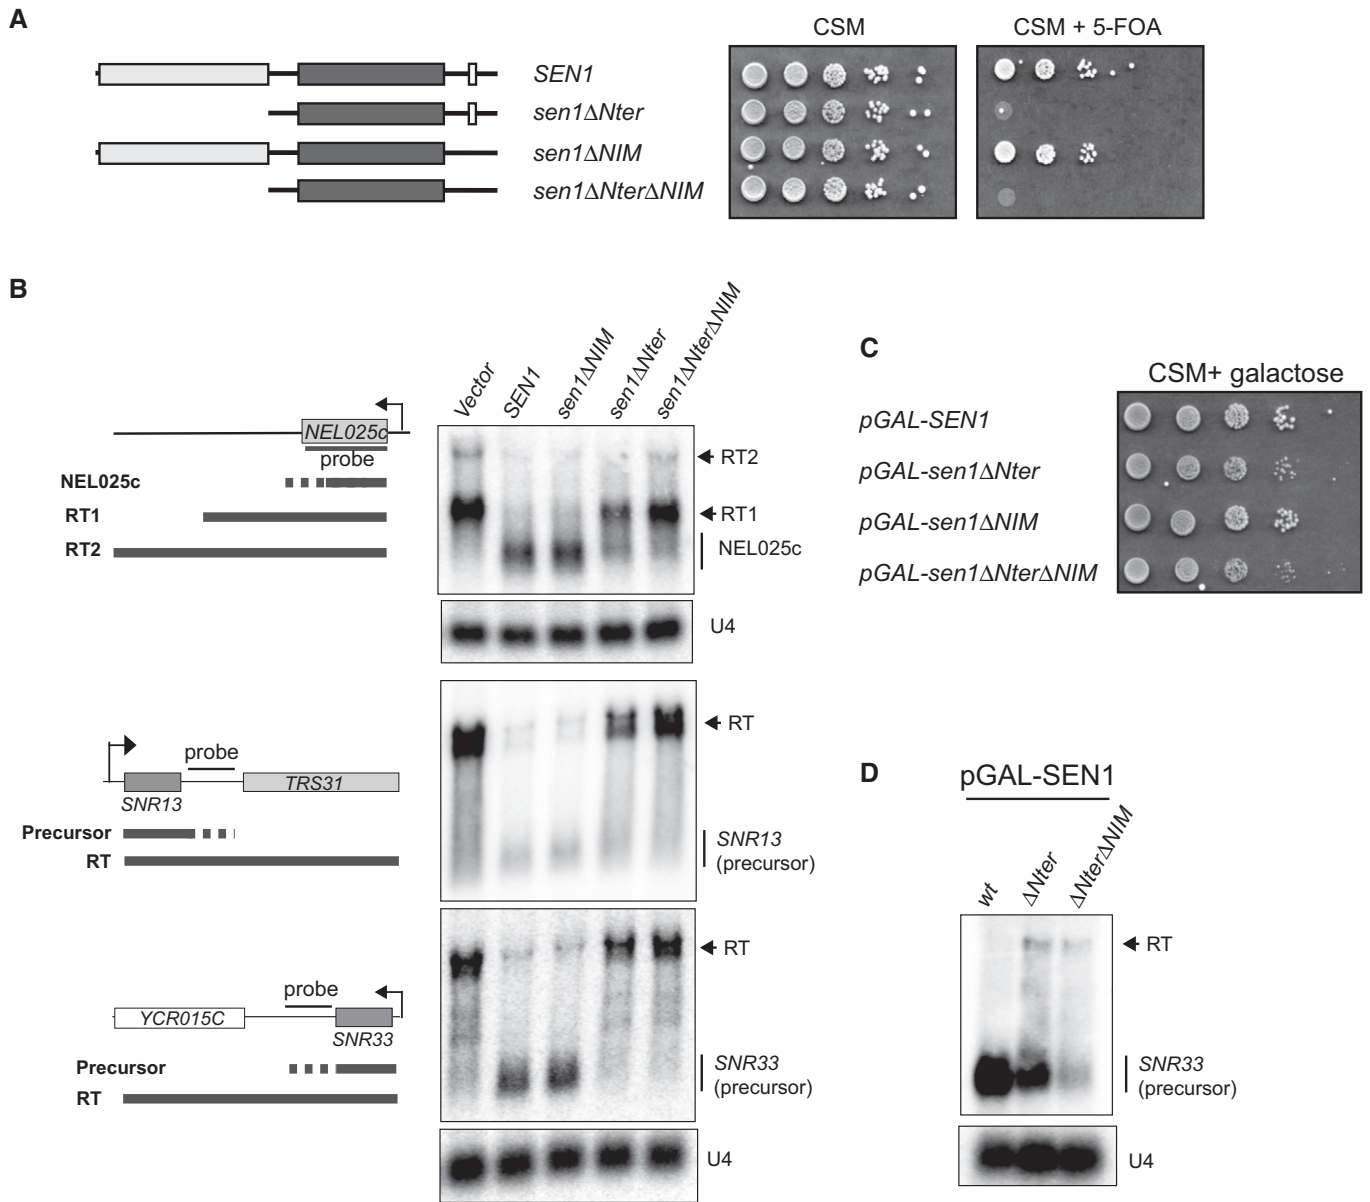 A
CSM
CSM + 5-FOA
SEN1
sen1ΔNter
sen1ΔNIM
sen1ΔNterΔNIM
B
Vector
SEN1
sen1ΔNIM
sen1ΔNter
sen1ΔNterΔNIM
NEL025c
probe
NEL025c
RT1
RT2
RT2
RT1
NEL025c
U4
probe
SNR13
TRS31
Precursor
RT
RT
SNR13
(precursor)
probe
YCR015C
SNR33
Precursor
RT
RT
SNR33
(precursor)
U4
C
CSM+ galactose
pGAL-SEN1
pGAL-sen1ΔNter
pGAL-sen1ΔNIM
pGAL-sen1ΔNterΔNIM
D
pGAL-SEN1
wt
ΔNter
ΔNterΔNIM
RT
SNR33
(precursor)
U4